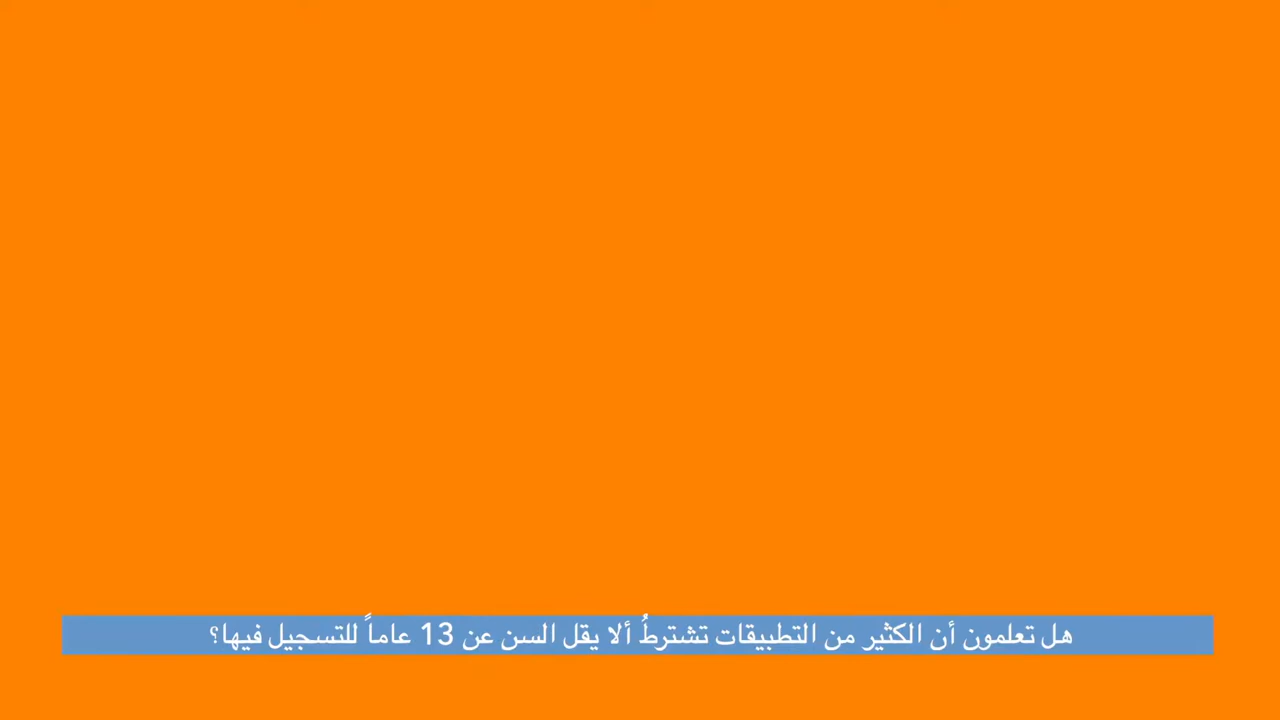 هل تعلمون أن الكثير من التطبيقات تشترطُ ألا يقل السن عن 13 عاماً للتسجيل فيها؟